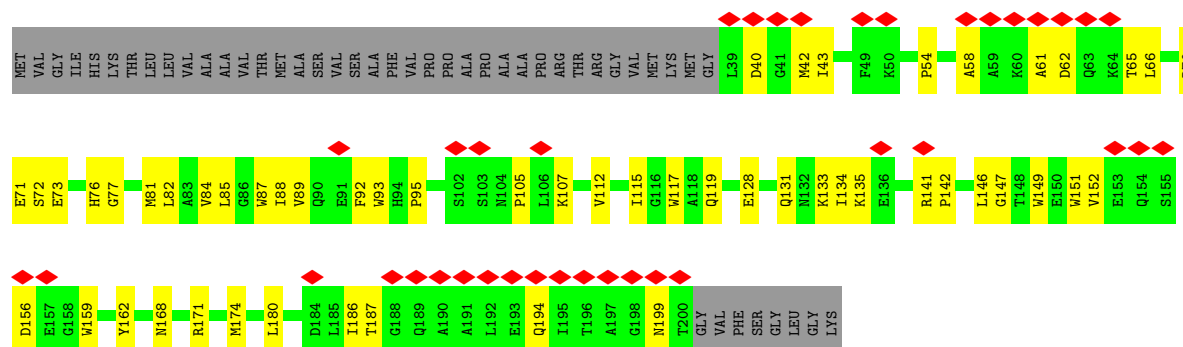 MET VAL GLY ILE HIS LYS THR LEU LEU VAL ALA ALA VAL THR MET ALA SER VAL SER ALA PHE VAL PRO PRO ALA PRO ALA ALA PRO ARG THR ARG GLY VAL MET LYS MET GLY L39 D40 G41 M42 I43 F49 K50 P54 A58 A59 K60 A61 D62 Q63 K64 T65 L66
E71 S72 E73 H76 G77 M81 L82 A83 V84 L85 G86 W87 I88 V89 Q90 E91 F92 W93 H94 P95 S102 S103 N104 P105 L106 K107 V112 I115 G116 W117 A118 Q119 E128 Q131 N132 K133 I134 K135 E136 R141 P142 L146 G147 T148 W149 E150 W151 V152 E153 Q154 S155
D156 E157 G158 W159 Y162 N168 R171 M174 L180 D184 L185 I186 T187 G188 Q189 A190 A191 L192 E193 Q194 I195 T196 A197 G198 N199 T200 GLY VAL PHE SER GLY LEU GLY LYS